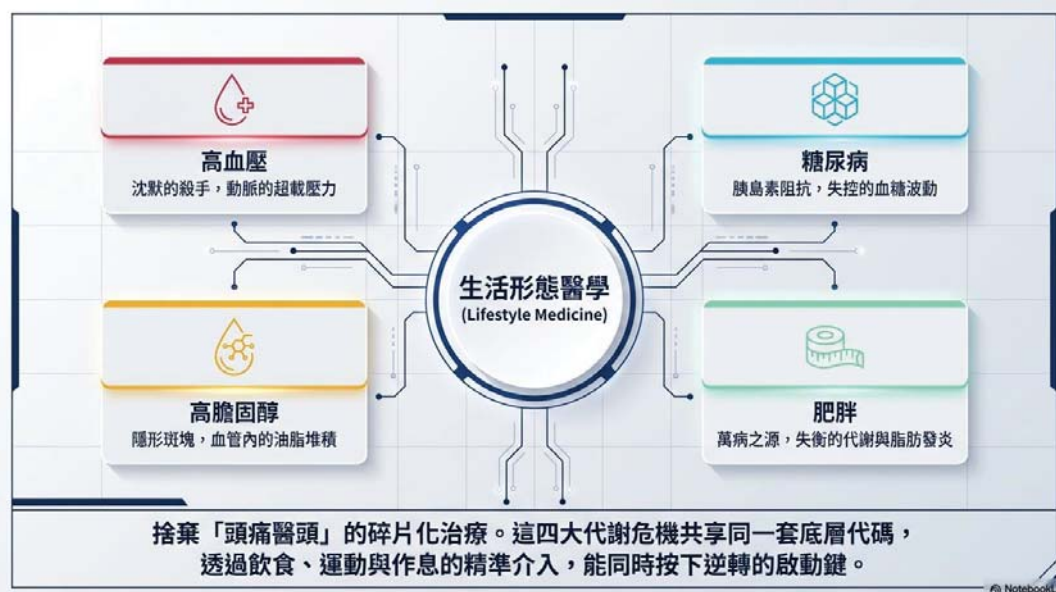 高血壓
沈默的殺手，動脈的超載壓力
糖尿病
胰島素阻抗，失控的血糖波動
生活形態醫學
(Lifestyle Medicine)
高膽固醇
隱形斑塊，血管內的油脂堆積
肥胖
萬病之源，失衡的代謝與脂肪發炎
捨棄「頭痛醫頭」的碎片化治療。這四大代謝危機共享同一套底層代碼，
透過飲食、運動與作息的精準介入，能同時按下逆轉的啟動鍵。